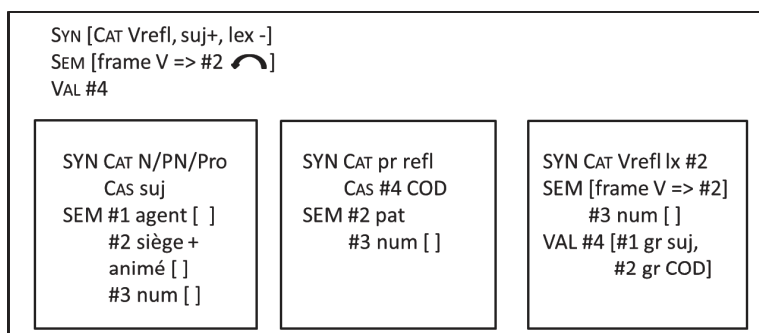 SYN [CAT Vrefl, suj+, lex -]
SEM [frame V => #2 ]
VAL #4
SYN CAT N/PN/Pro
CAS suj
SEM #1 agent [ ]
#2 siège +
animé [ ]
#3 num [ ]
SYN CAT pr refl
CAS #4 COD
SEM #2 pat
#3 num [ ]
SYN CAT Vrefl lx #2
SEM [frame V => #2]
#3 num [ ]
VAL #4 [#1 gr suj,
#2 gr COD]